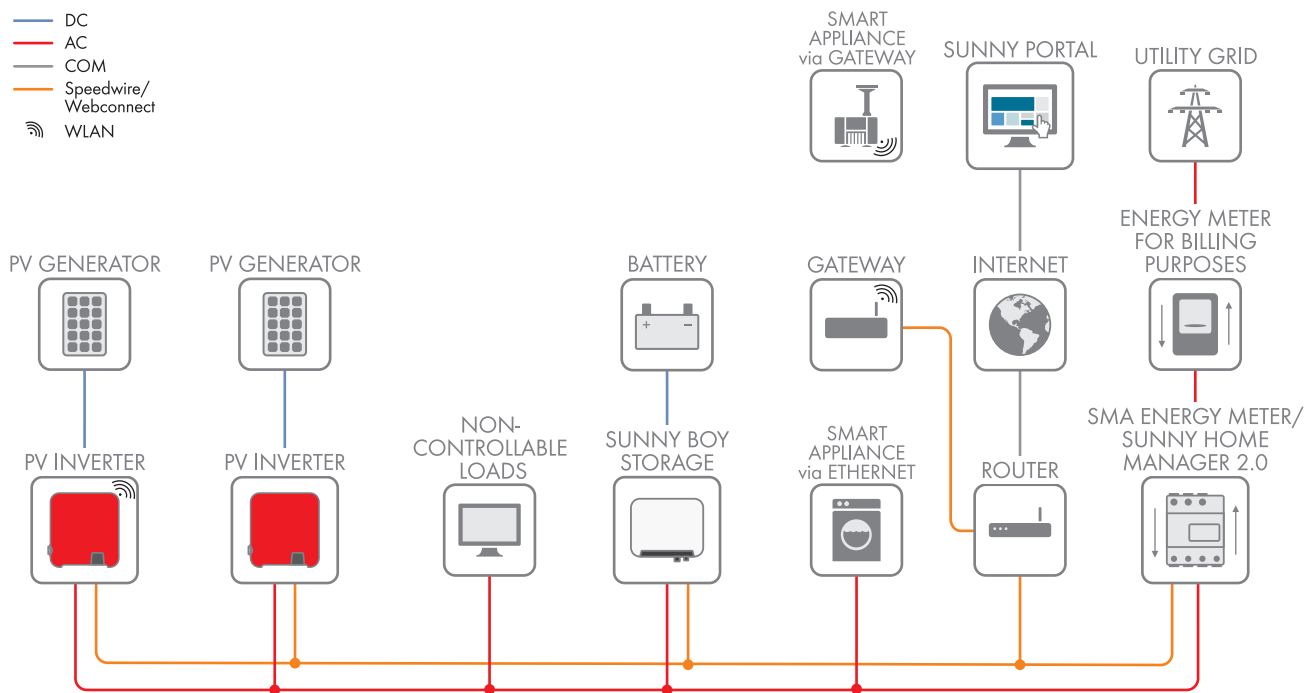 DC
AC
COM
Speedwire/
Webconnect
WLAN
SMART
APPLIANCE
via GATEWAY
SUNNY PORTAL
UTILITY GRID
ENERGY METER
FOR BILLING
PURPOSES
PV GENERATOR
PV GENERATOR
BATTERY
+ −
GATEWAY
INTERNET
PV INVERTER
PV INVERTER
NON-
CONTROLLABLE
LOADS
SUNNY BOY
STORAGE
SMART
APPLIANCE
via ETHERNET
ROUTER
SMA ENERGY METER/
SUNNY HOME
MANAGER 2.0